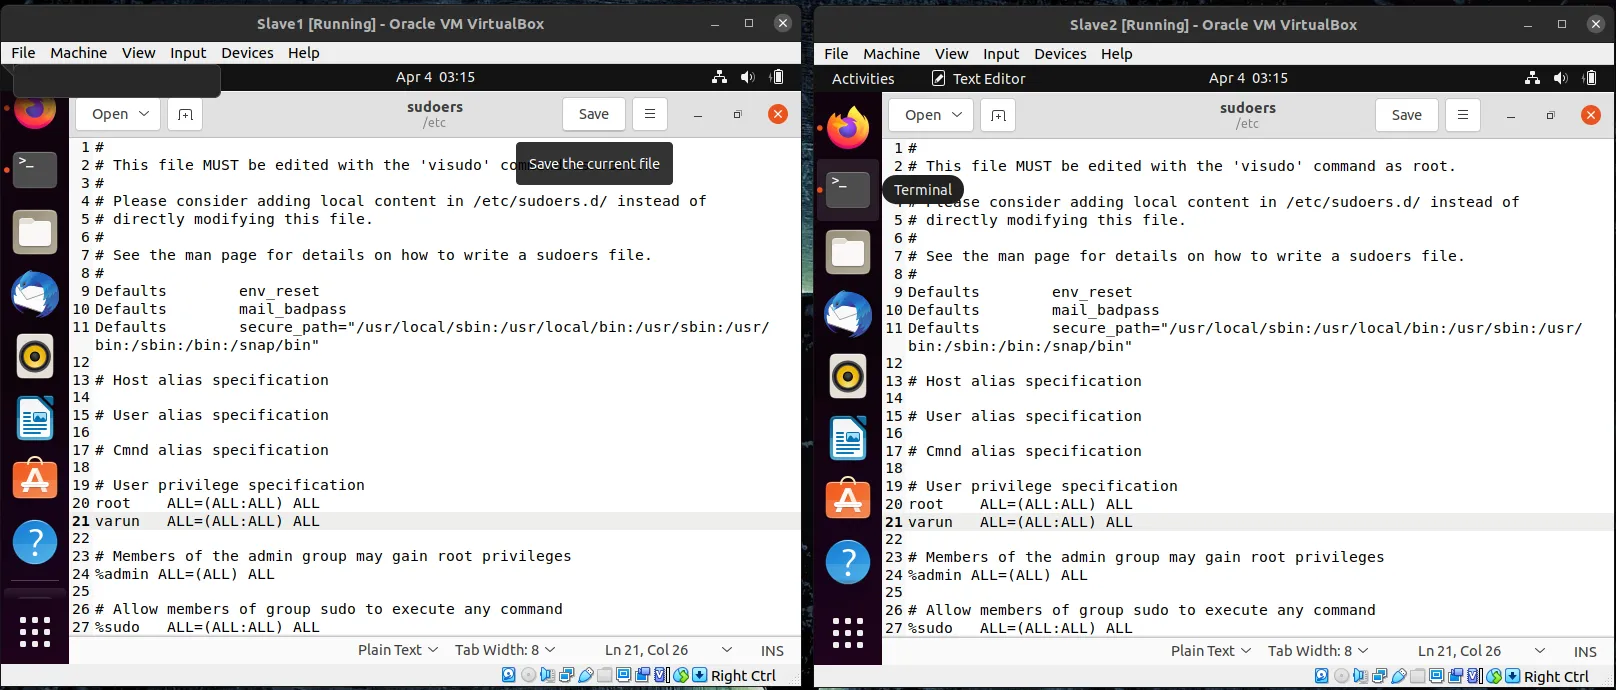 Slave1 [Running] - Oracle VM VirtualBox
File Machine View Input Devices Help
Apr 4 03:15
Open
sudoers
/etc
Save
Save the current file
1 #
2 # This file MUST be edited with the 'visudo' co
3 #
4 # Please consider adding local content in /etc/sudoers.d/ instead of
5 # directly modifying this file.
6 #
7 # See the man page for details on how to write a sudoers file.
8 #
9 Defaults env_reset
10 Defaults mail_badpass
11 Defaults secure_path="/usr/local/sbin:/usr/local/bin:/usr/sbin:/usr/
bin:/sbin:/bin:/snap/bin"
12
13 # Host alias specification
14
15 # User alias specification
16
17 # Cmnd alias specification
18
19 # User privilege specification
20 root ALL=(ALL:ALL) ALL
21 varun ALL=(ALL:ALL) ALL
22
23 # Members of the admin group may gain root privileges
24 %admin ALL=(ALL) ALL
25
26 # Allow members of group sudo to execute any command
27 %sudo ALL=(ALL:ALL) ALL
Plain Text Tab Width: 8 Ln 21, Col 26 INS
Right Ctrl
Slave2 [Running] - Oracle VM VirtualBox
File Machine View Input Devices Help
Activities Text Editor Apr 4 03:15
Open
sudoers
/etc
Save
Terminal
1 #
2 # This file MUST be edited with the 'visudo' command as root.
4 # Please consider adding local content in /etc/sudoers.d/ instead of
5 # directly modifying this file.
6 #
7 # See the man page for details on how to write a sudoers file.
8 #
9 Defaults env_reset
10 Defaults mail_badpass
11 Defaults secure_path="/usr/local/sbin:/usr/local/bin:/usr/sbin:/usr/
bin:/sbin:/bin:/snap/bin"
12
13 # Host alias specification
14
15 # User alias specification
16
17 # Cmnd alias specification
18
19 # User privilege specification
20 root ALL=(ALL:ALL) ALL
21 varun ALL=(ALL:ALL) ALL
22
23 # Members of the admin group may gain root privileges
24 %admin ALL=(ALL) ALL
25
26 # Allow members of group sudo to execute any command
27 %sudo ALL=(ALL:ALL) ALL
Plain Text Tab Width: 8 Ln 21, Col 26 INS
Right Ctrl